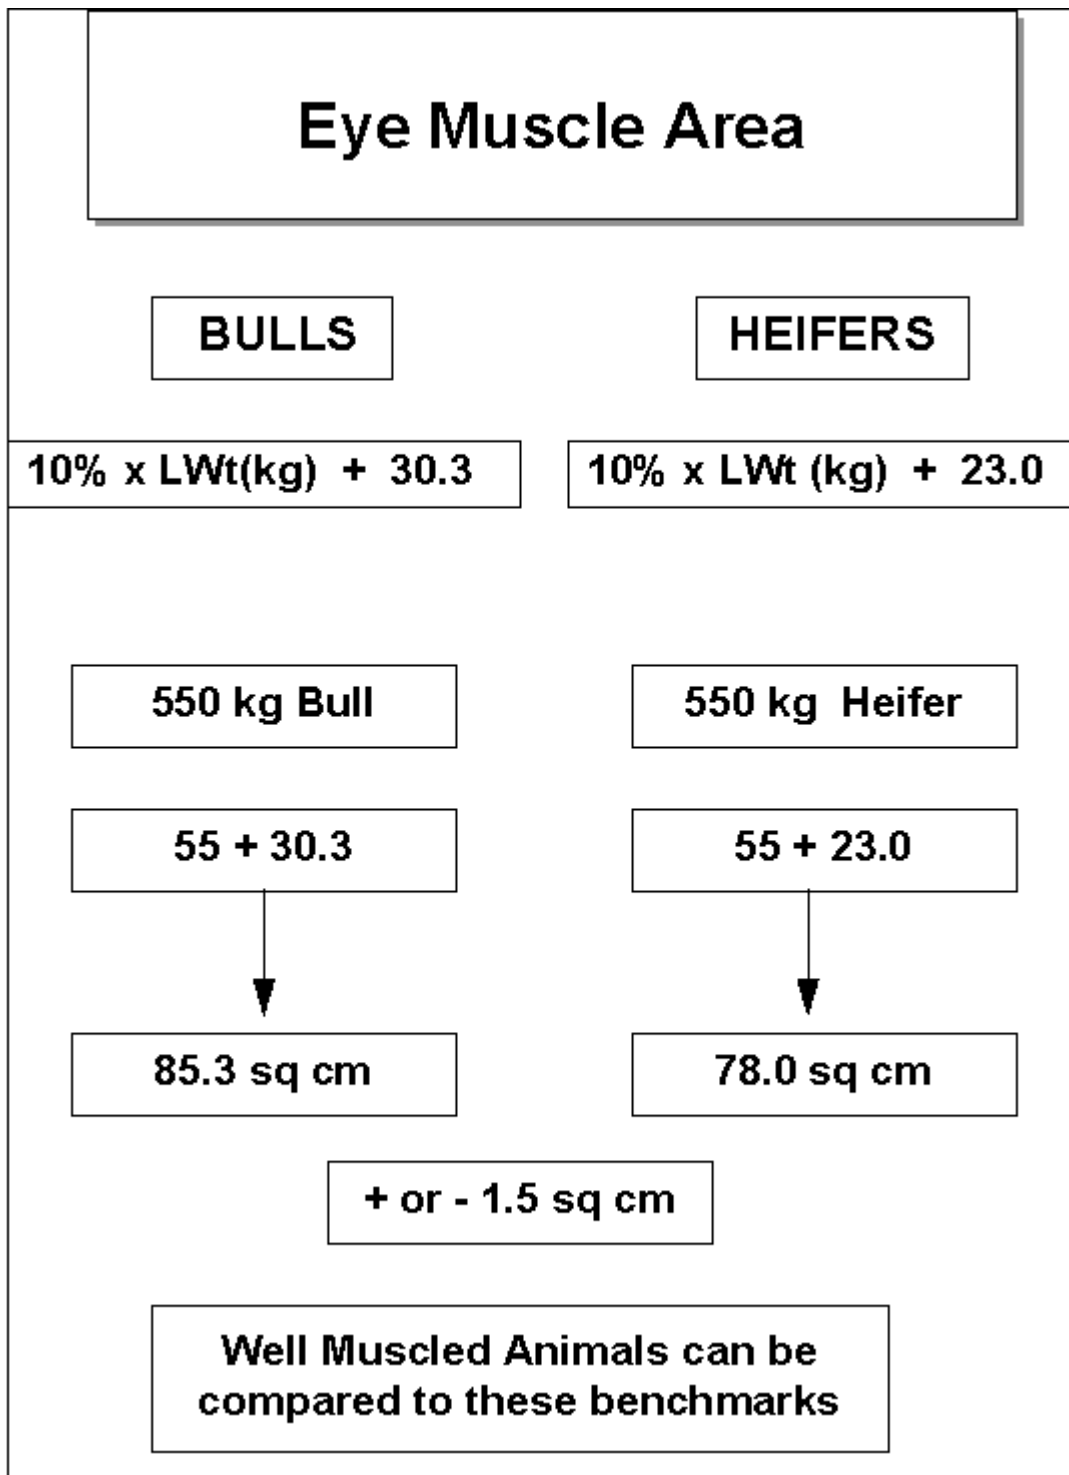 Eye Muscle Area
BULLS
HEIFERS
10% x LWt(kg) + 30.3
10% x LWt (kg) + 23.0
550 kg Bull
550 kg Heifer
55 + 30.3
55 + 23.0
85.3 sq cm
78.0 sq cm
+ or - 1.5 sq cm
Well Muscled Animals can be
compared to these benchmarks